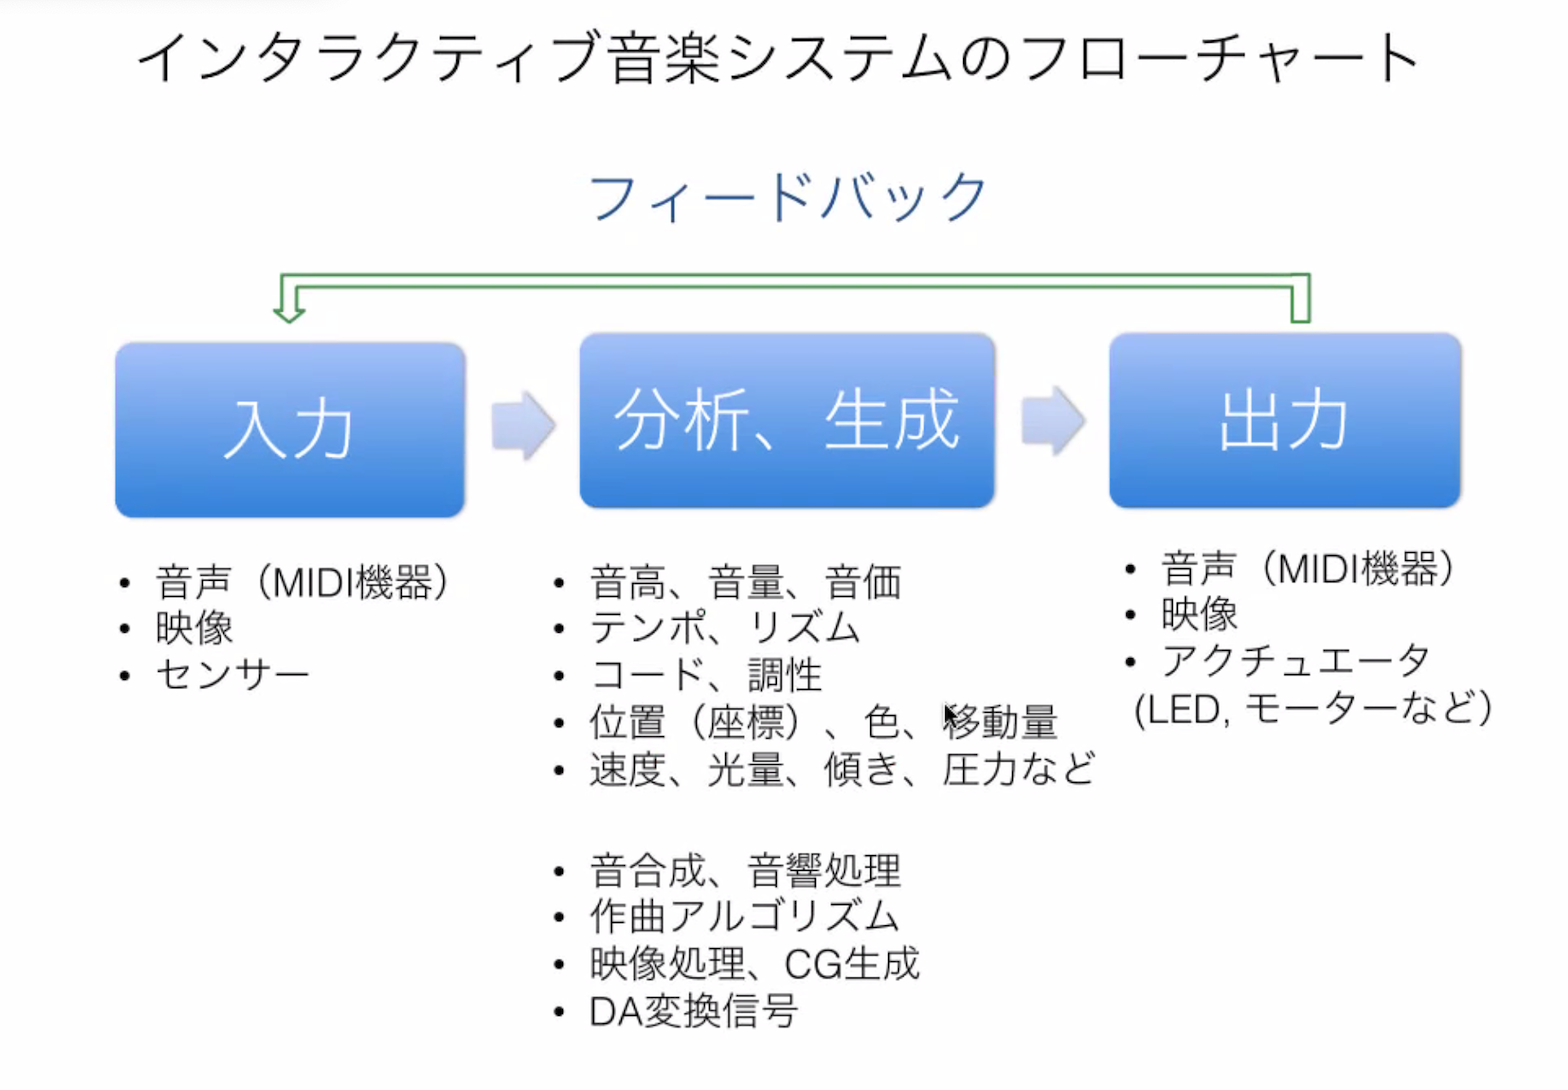 インタラクティブ音楽システムのフローチャート
フィードバック
入力
分析、生成
出力
• 音声（MIDI機器）
• 映像
• センサー
• 音高、音量、音価
• テンポ、リズム
• コード、調性
• 位置（座標）、色、移動量
• 速度、光量、傾き、圧力など
• 音合成、音響処理
• 作曲アルゴリズム
• 映像処理、CG生成
• DA変換信号
• 音声（MIDI機器）
• 映像
• アクチュエータ
(LED, モーターなど）